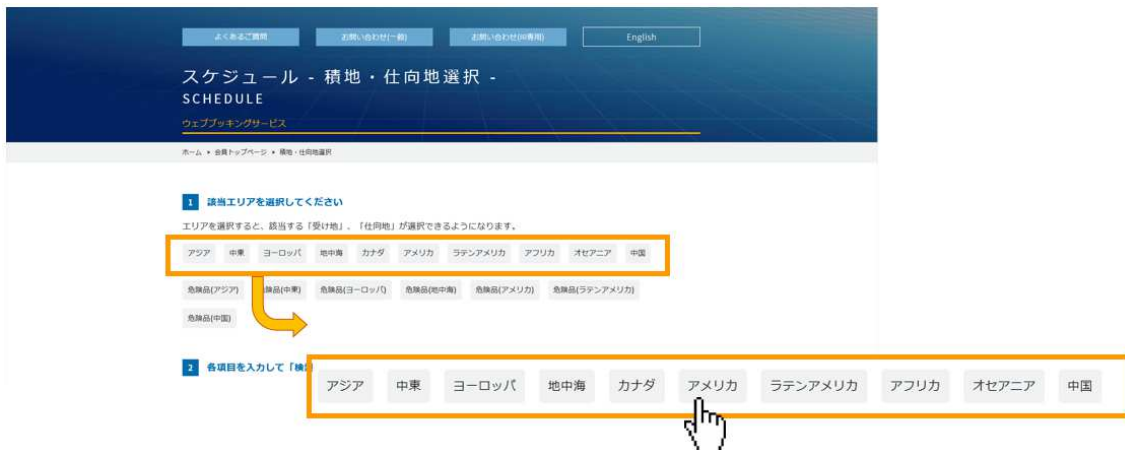 よくあるご質問 お問い合わせ(一般) お問い合わせ(IR専用) English
スケジュール - 積地・仕向地選択 -
SCHEDULE
ウェブブッキングサービス
ホーム • 会員トップページ • 積地・仕向地選択
1 該当エリアを選択してください
エリアを選択すると、該当する「受け地」、「仕向地」が選択できるようになります。
アジア 中東 ヨーロッパ 地中海 カナダ アメリカ ラテンアメリカ アフリカ オセアニア 中国
危険品(アジア) 険品(中東) 危険品(ヨーロッパ) 危険品(地中海) 危険品(アメリカ) 危険品(ラテンアメリカ)
危険品(中国)
2 各項目を入力して「検
アジア 中東 ヨーロッパ 地中海 カナダ アメリカ ラテンアメリカ アフリカ オセアニア 中国